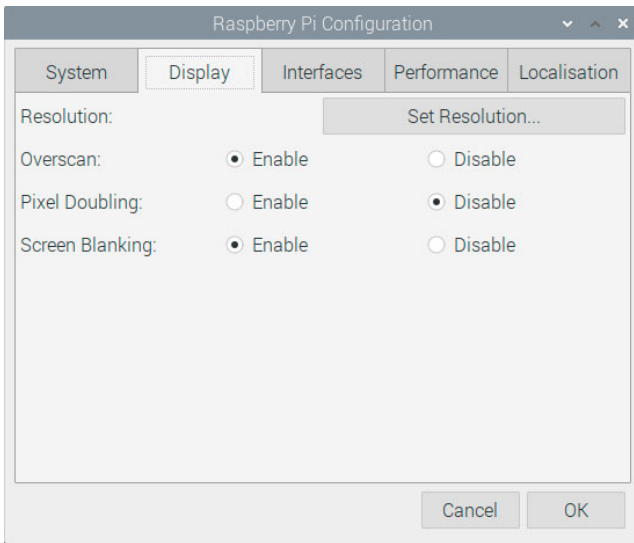 Raspberry Pi Configuration
System Display Interfaces Performance Localisation
Resolution: Set Resolution...
Overscan: Enable Disable
Pixel Doubling: Enable Disable
Screen Blanking: Enable Disable
Cancel OK